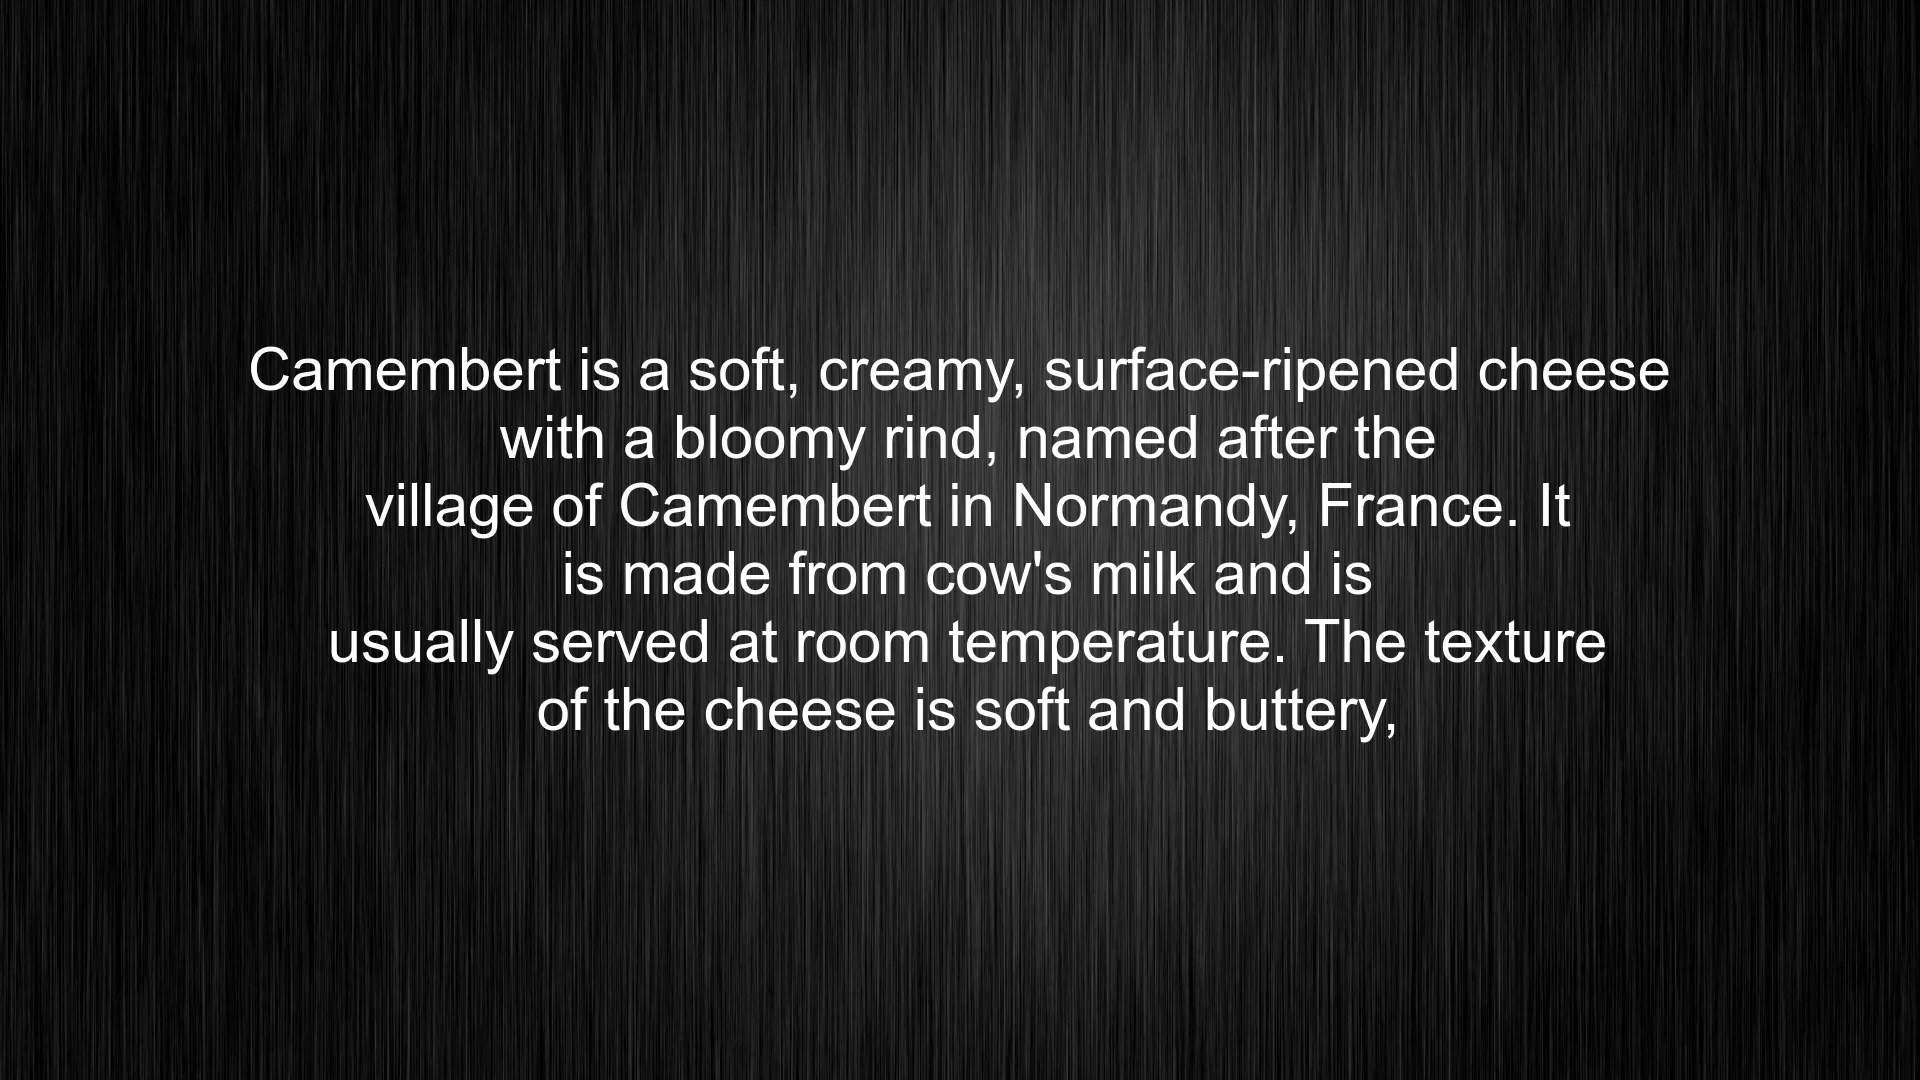 Camembert is a soft, creamy, surface-ripened cheese
with a bloomy rind, named after the
village of Camembert in Normandy, France. It
is made from cow's milk and is
usually served at room temperature. The texture
of the cheese is soft and buttery,